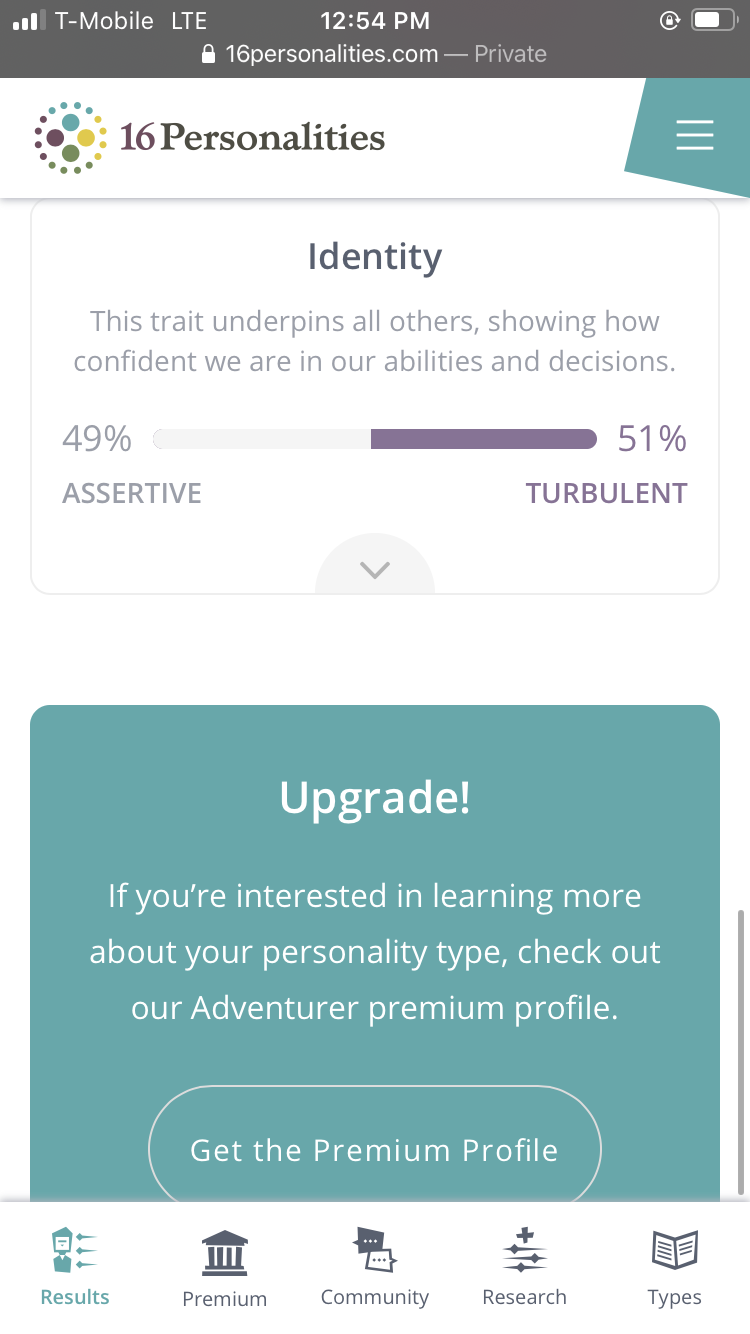 T-Mobile LTE 12:54 PM
16personalities.com — Private
16Personalities
Identity
This trait underpins all others, showing how
confident we are in our abilities and decisions.
49% 51%
ASSERTIVE TURBULENT
Upgrade!
If you’re interested in learning more
about your personality type, check out
our Adventurer premium profile.
Get the Premium Profile
Results Premium Community Research Types